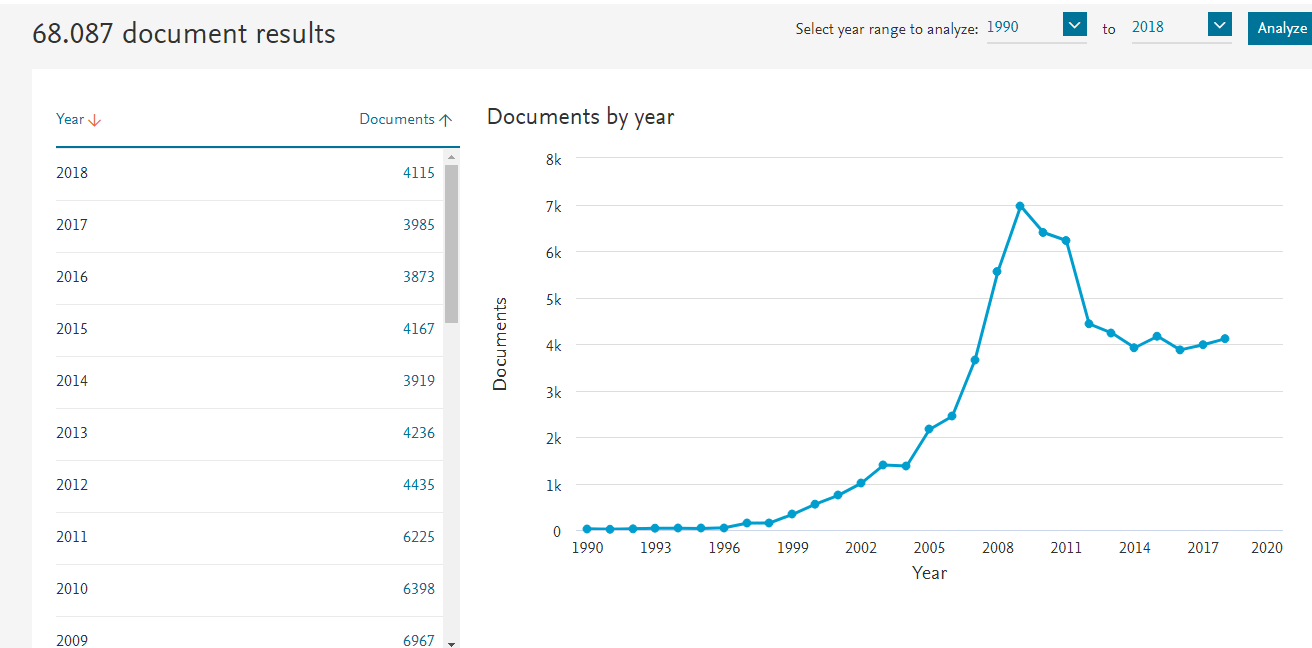 68.087 document results
Select year range to analyze: 1990 to 2018 Analyze
Year Documents
2018 4115
2017 3985
2016 3873
2015 4167
2014 3919
2013 4236
2012 4435
2011 6225
2010 6398
2009 6967
Documents by year
8k
7k
6k
5k
4k
3k
2k
1k
0
Documents
1990 1993 1996 1999 2002 2005 2008 2011 2014 2017 2020
Year